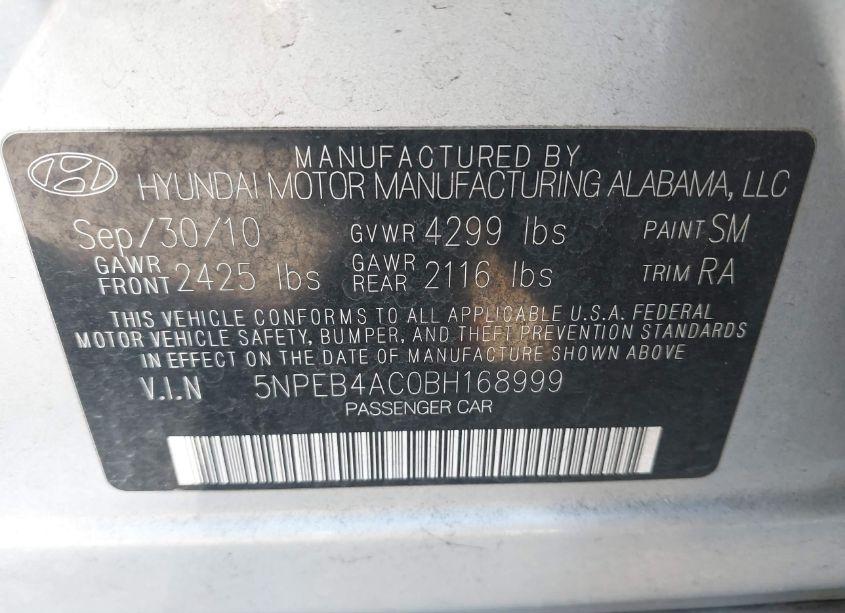 MANUFACTURED BY
HYUNDAI MOTOR MANUFACTURING ALABAMA, LLC
Sep/30/10 GVWR 4299 lbs PAINT SM
GAWR FRONT 2425 lbs GAWR REAR 2116 lbs TRIM RA
THIS VEHICLE CONFORMS TO ALL APPLICABLE U.S.A. FEDERAL
MOTOR VEHICLE SAFETY, BUMPER, AND THEFT PREVENTION STANDARDS
IN EFFECT ON THE DATE OF MANUFACTURE SHOWN ABOVE
V.I.N 5NPEB4AC0BH168999
PASSENGER CAR